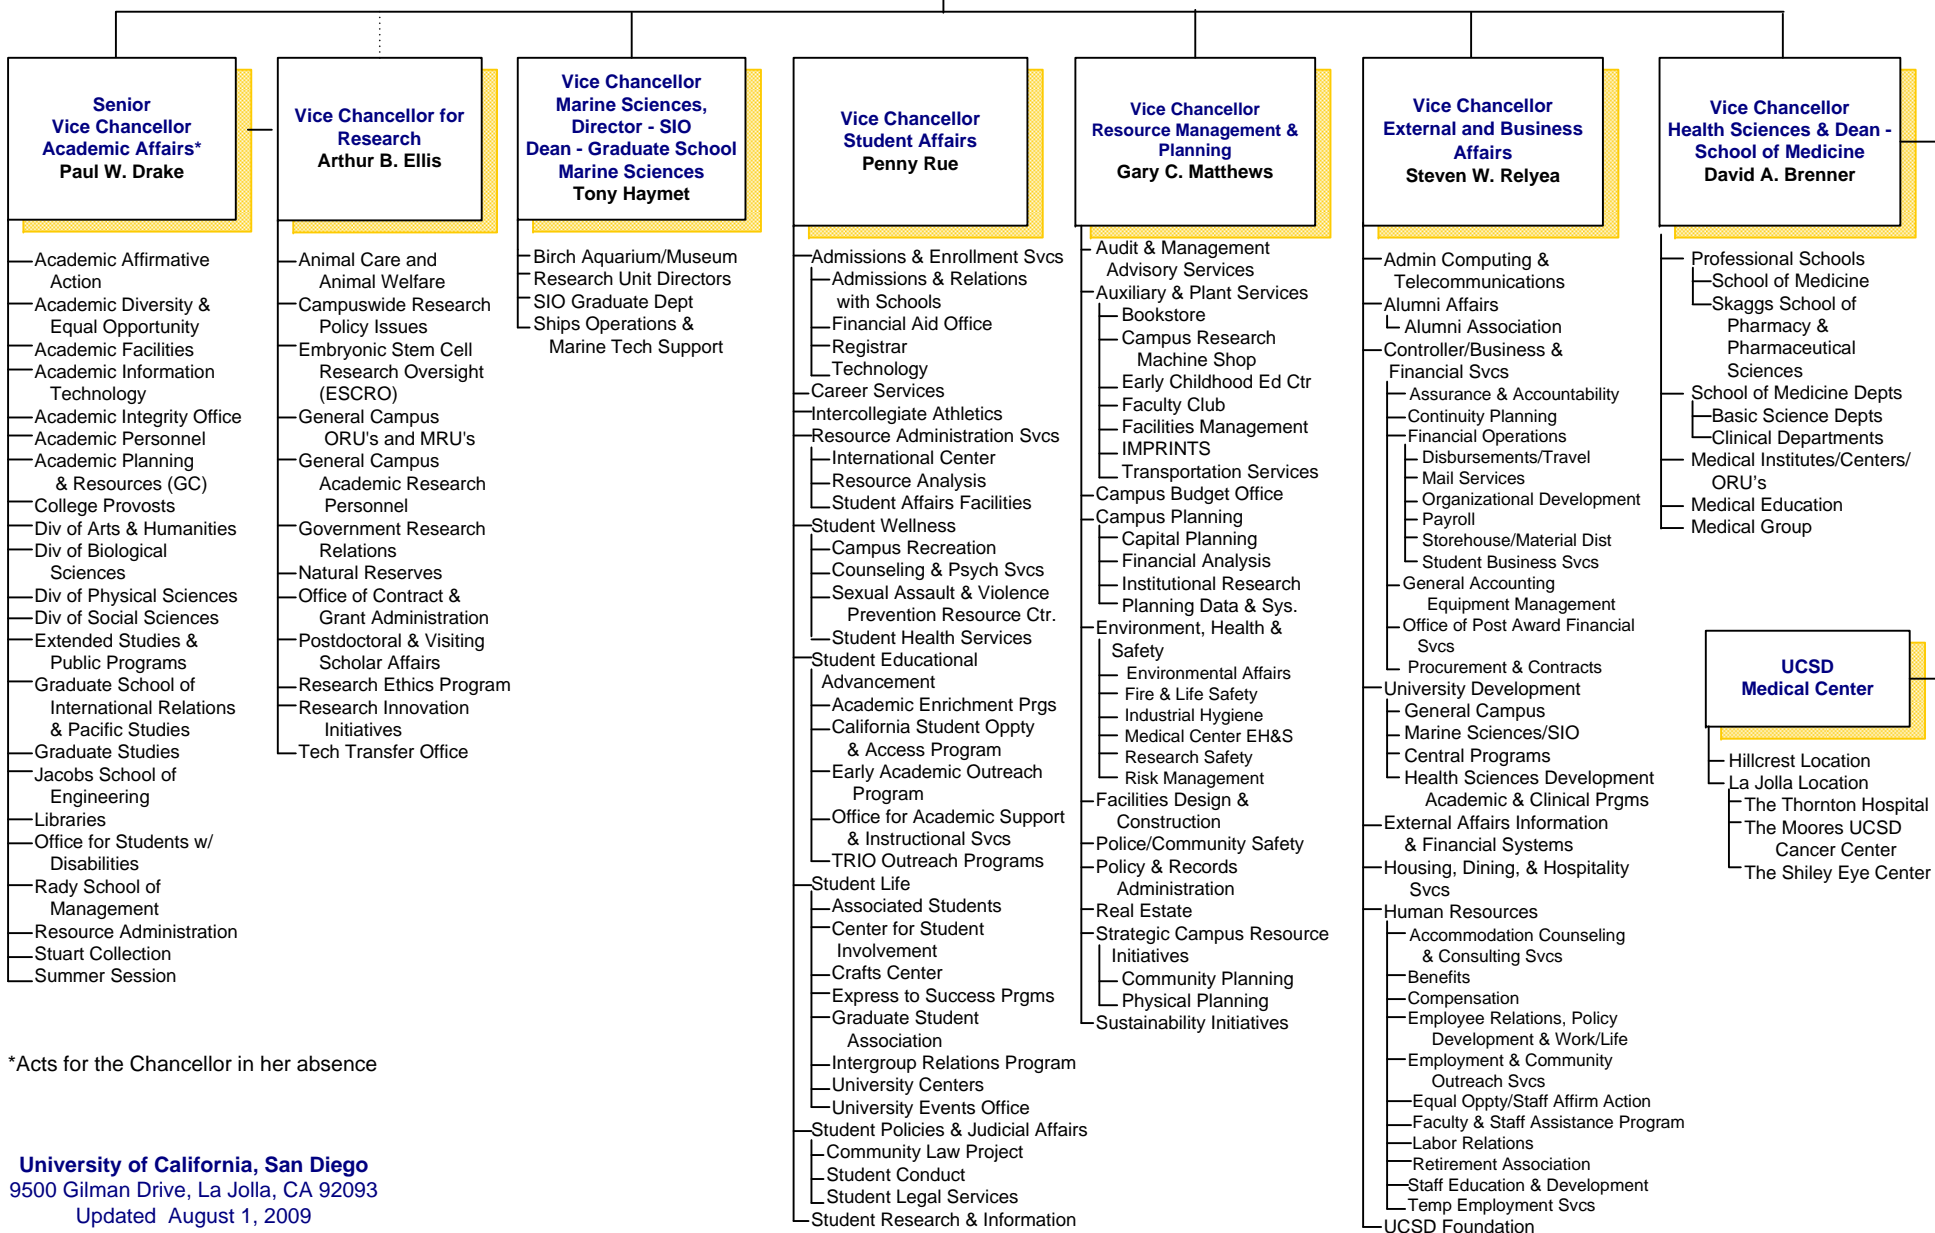 Senior
Vice Chancellor
Academic Affairs*
Paul W. Drake
Academic Affirmative
Action
Academic Diversity &
Equal Opportunity
Academic Facilities
Academic Information
Technology
Academic Integrity Office
Academic Personnel
Academic Planning
& Resources (GC)
College Provosts
Div of Arts & Humanities
Div of Biological
Sciences
Div of Physical Sciences
Div of Social Sciences
Extended Studies &
Public Programs
Graduate School of
International Relations
& Pacific Studies
Graduate Studies
Jacobs School of
Engineering
Libraries
Office for Students w/
Disabilities
Rady School of
Management
Resource Administration
Stuart Collection
Summer Session
Vice Chancellor for
Research
Arthur B. Ellis
Animal Care and
Animal Welfare
Campuswide Research
Policy Issues
Embryonic Stem Cell
Research Oversight
(ESCRO)
General Campus
ORU's and MRU's
General Campus
Academic Research
Personnel
Government Research
Relations
Natural Reserves
Office of Contract &
Grant Administration
Postdoctoral & Visiting
Scholar Affairs
Research Ethics Program
Research Innovation
Initiatives
Tech Transfer Office
Vice Chancellor
Marine Sciences,
Director - SIO
Dean - Graduate School
Marine Sciences
Tony Haymet
Birch Aquarium/Museum
Research Unit Directors
SIO Graduate Dept
Ships Operations &
Marine Tech Support
Vice Chancellor
Student Affairs
Penny Rue
Admissions & Enrollment Svcs
Admissions & Relations
with Schools
Financial Aid Office
Registrar
Technology
Career Services
Intercollegiate Athletics
Resource Administration Svcs
International Center
Resource Analysis
Student Affairs Facilities
Student Wellness
Campus Recreation
Counseling & Psych Svcs
Sexual Assault & Violence
Prevention Resource Ctr.
Student Health Services
Student Educational
Advancement
Academic Enrichment Prgs
California Student Oppty
& Access Program
Early Academic Outreach
Program
Office for Academic Support
& Instructional Svcs
TRIO Outreach Programs
Student Life
Associated Students
Center for Student
Involvement
Crafts Center
Express to Success Prgms
Graduate Student
Association
Intergroup Relations Program
University Centers
University Events Office
Student Policies & Judicial Affairs
Community Law Project
Student Conduct
Student Legal Services
Student Research & Information
Vice Chancellor
Resource Management &
Planning
Gary C. Matthews
Audit & Management
Advisory Services
Auxiliary & Plant Services
Bookstore
Campus Research
Machine Shop
Early Childhood Ed Ctr
Faculty Club
Facilities Management
IMPRINTS
Transportation Services
Campus Budget Office
Campus Planning
Capital Planning
Financial Analysis
Institutional Research
Planning Data & Sys.
Environment, Health &
Safety
Environmental Affairs
Fire & Life Safety
Industrial Hygiene
Medical Center EH&S
Research Safety
Risk Management
Facilities Design &
Construction
Police/Community Safety
Policy & Records
Administration
Real Estate
Strategic Campus Resource
Initiatives
Community Planning
Physical Planning
Sustainability Initiatives
Vice Chancellor
External and Business
Affairs
Steven W. Relyea
Admin Computing &
Telecommunications
Alumni Affairs
Alumni Association
Controller/Business &
Financial Svcs
Assurance & Accountability
Continuity Planning
Financial Operations
Disbursements/Travel
Mail Services
Organizational Development
Payroll
Storehouse/Material Dist
Student Business Svcs
General Accounting
Equipment Management
Office of Post Award Financial
Svcs
Procurement & Contracts
University Development
General Campus
Marine Sciences/SIO
Central Programs
Health Sciences Development
Academic & Clinical Prgms
External Affairs Information
& Financial Systems
Housing, Dining, & Hospitality
Svcs
Human Resources
Accommodation Counseling
& Consulting Svcs
Benefits
Compensation
Employee Relations, Policy
Development & Work/Life
Employment & Community
Outreach Svcs
Equal Oppty/Staff Affirm Action
Faculty & Staff Assistance Program
Labor Relations
Retirement Association
Staff Education & Development
Temp Employment Svcs
UCSD Foundation
Vice Chancellor
Health Sciences & Dean -
School of Medicine
David A. Brenner
Professional Schools
School of Medicine
Skaggs School of
Pharmacy &
Pharmaceutical
Sciences
School of Medicine Depts
Basic Science Depts
Clinical Departments
Medical Institutes/Centers/
ORU's
Medical Education
Medical Group
UCSD
Medical Center
Hillcrest Location
La Jolla Location
The Thornton Hospital
The Moores UCSD
Cancer Center
The Shiley Eye Center
*Acts for the Chancellor in her absence
University of California, San Diego
9500 Gilman Drive, La Jolla, CA 92093
Updated August 1, 2009